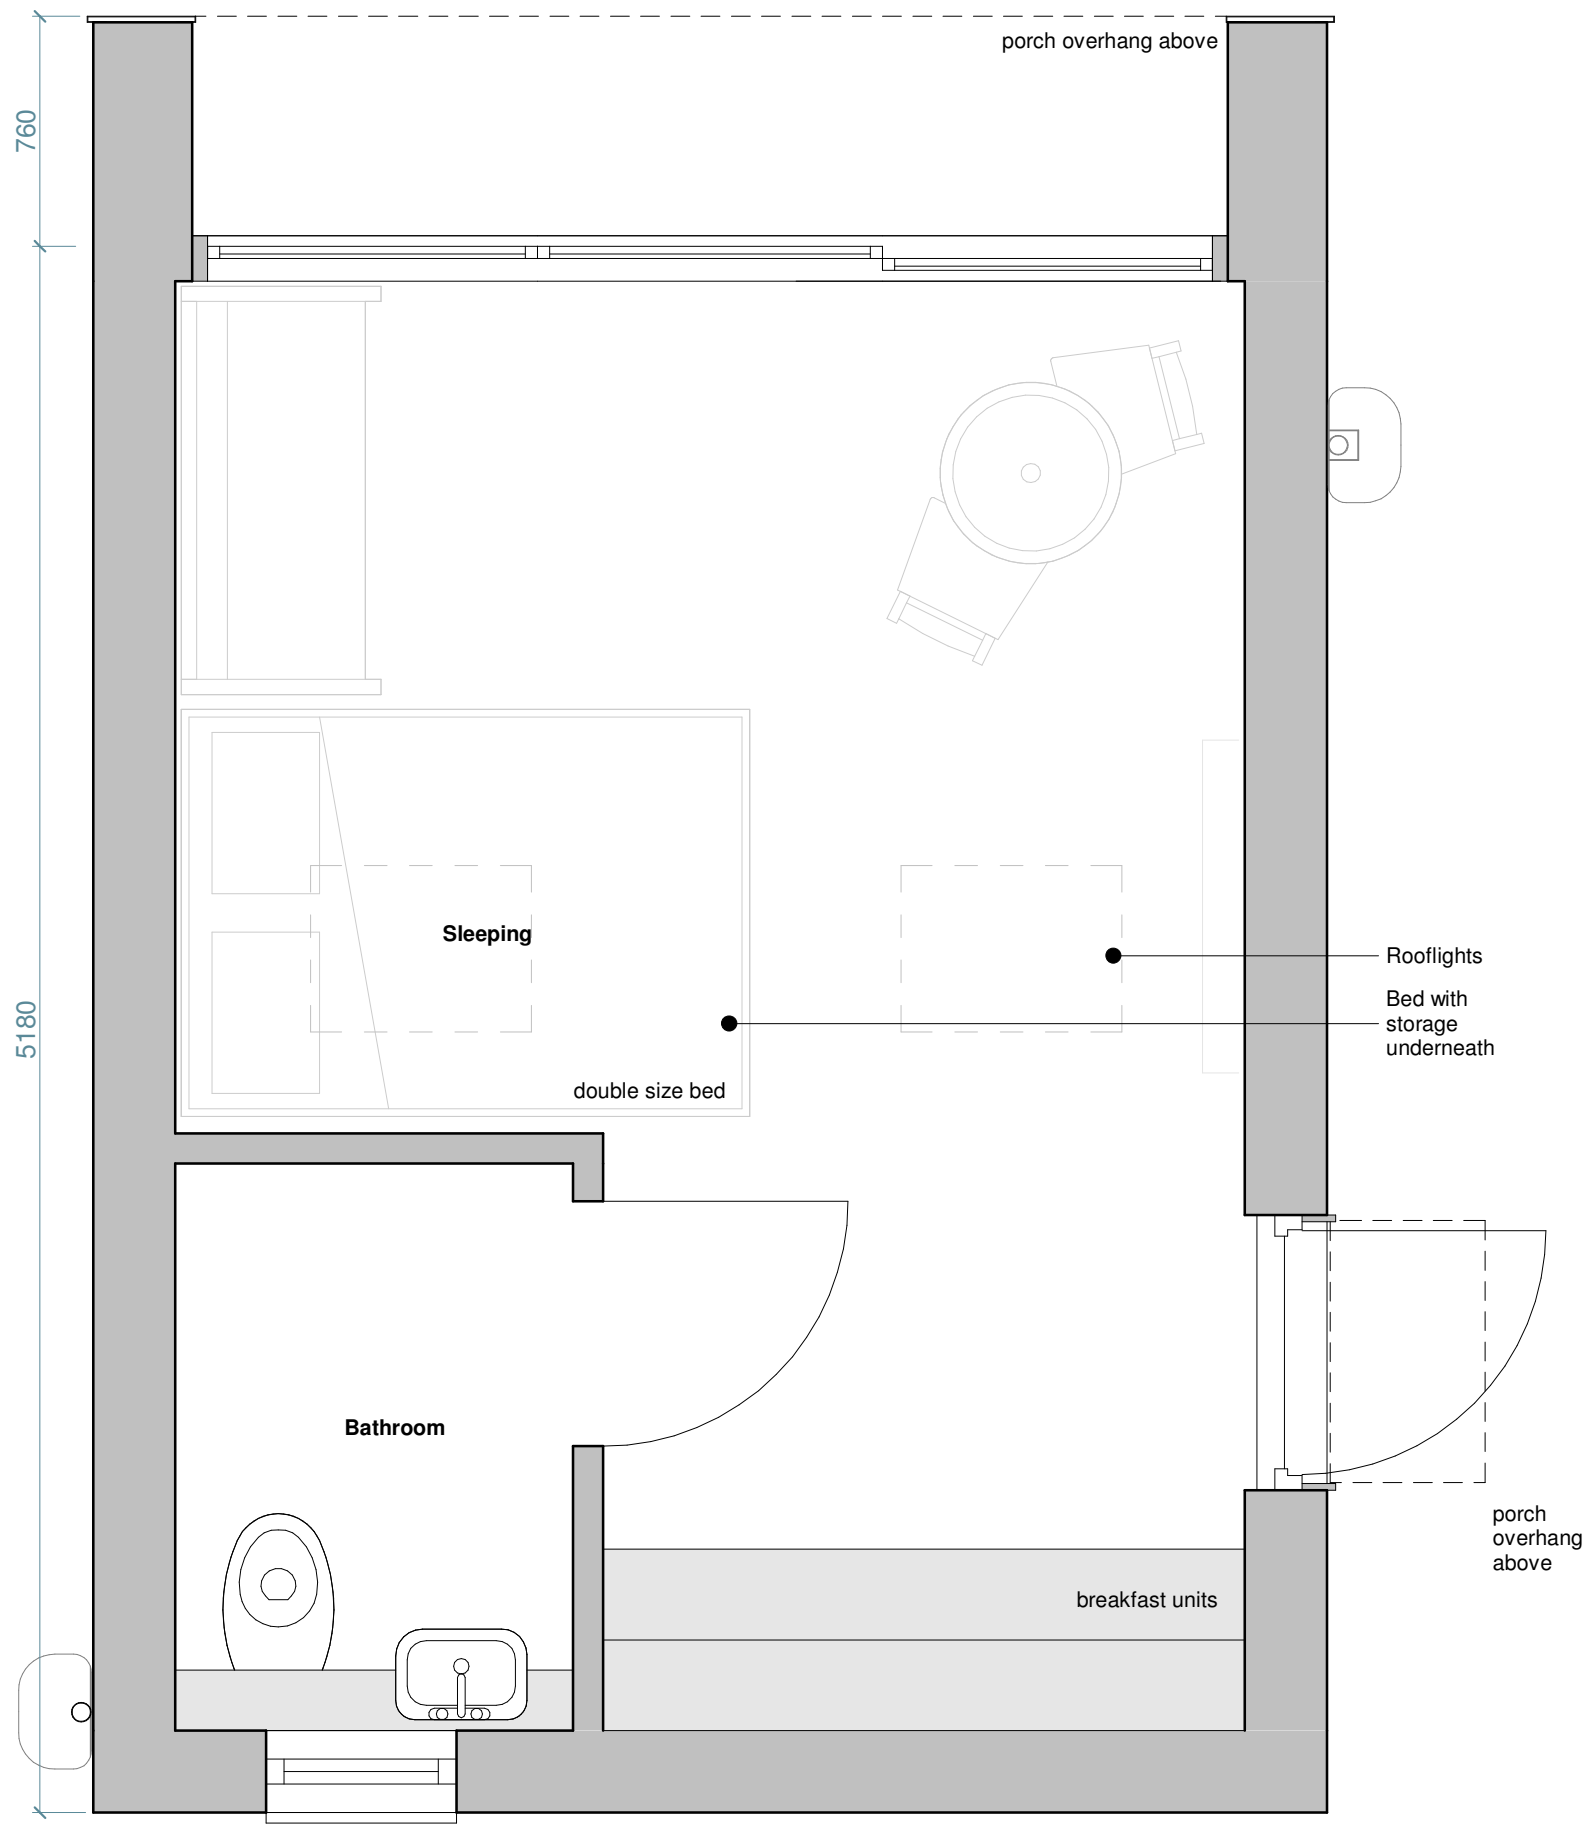 porch overhang above
760
Sleeping
Rooflights
Bed with
storage
underneath
5180
double size bed
Bathroom
porch
overhang
above
breakfast units